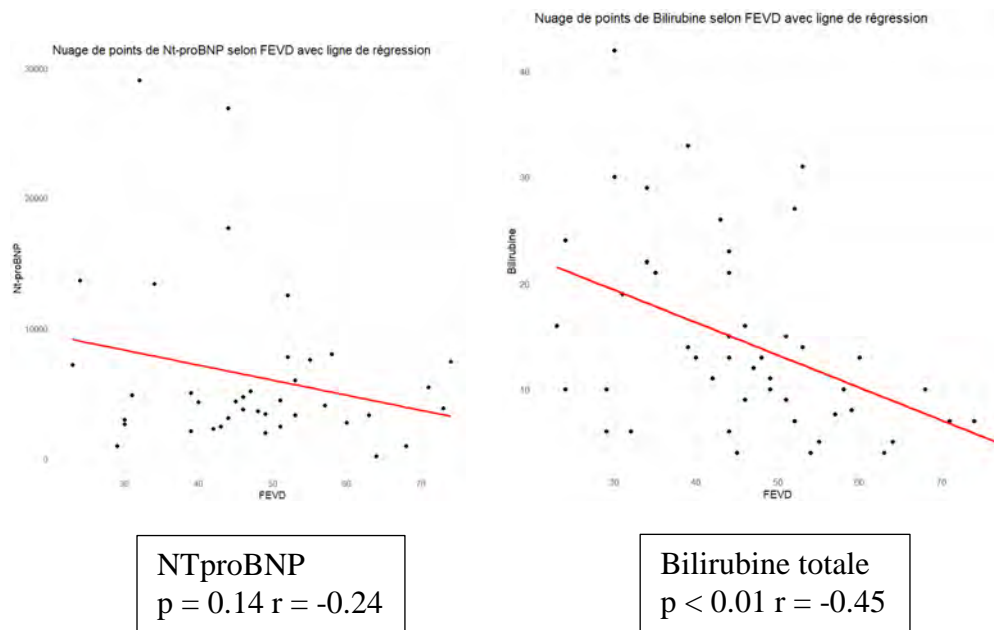 Nuage de points de Nt-proBNP selon FEVD avec ligne de régression
30000
20000
10000
0
Nt-proBNP
30 40 50 60 70
FEVD
NTproBNP
p = 0.14 r = -0.24
Nuage de points de Bilirubine selon FEVD avec ligne de régression
40
30
20
10
Bilirubine
30 40 50 60 70
FEVD
Bilirubine totale
p < 0.01 r = -0.45